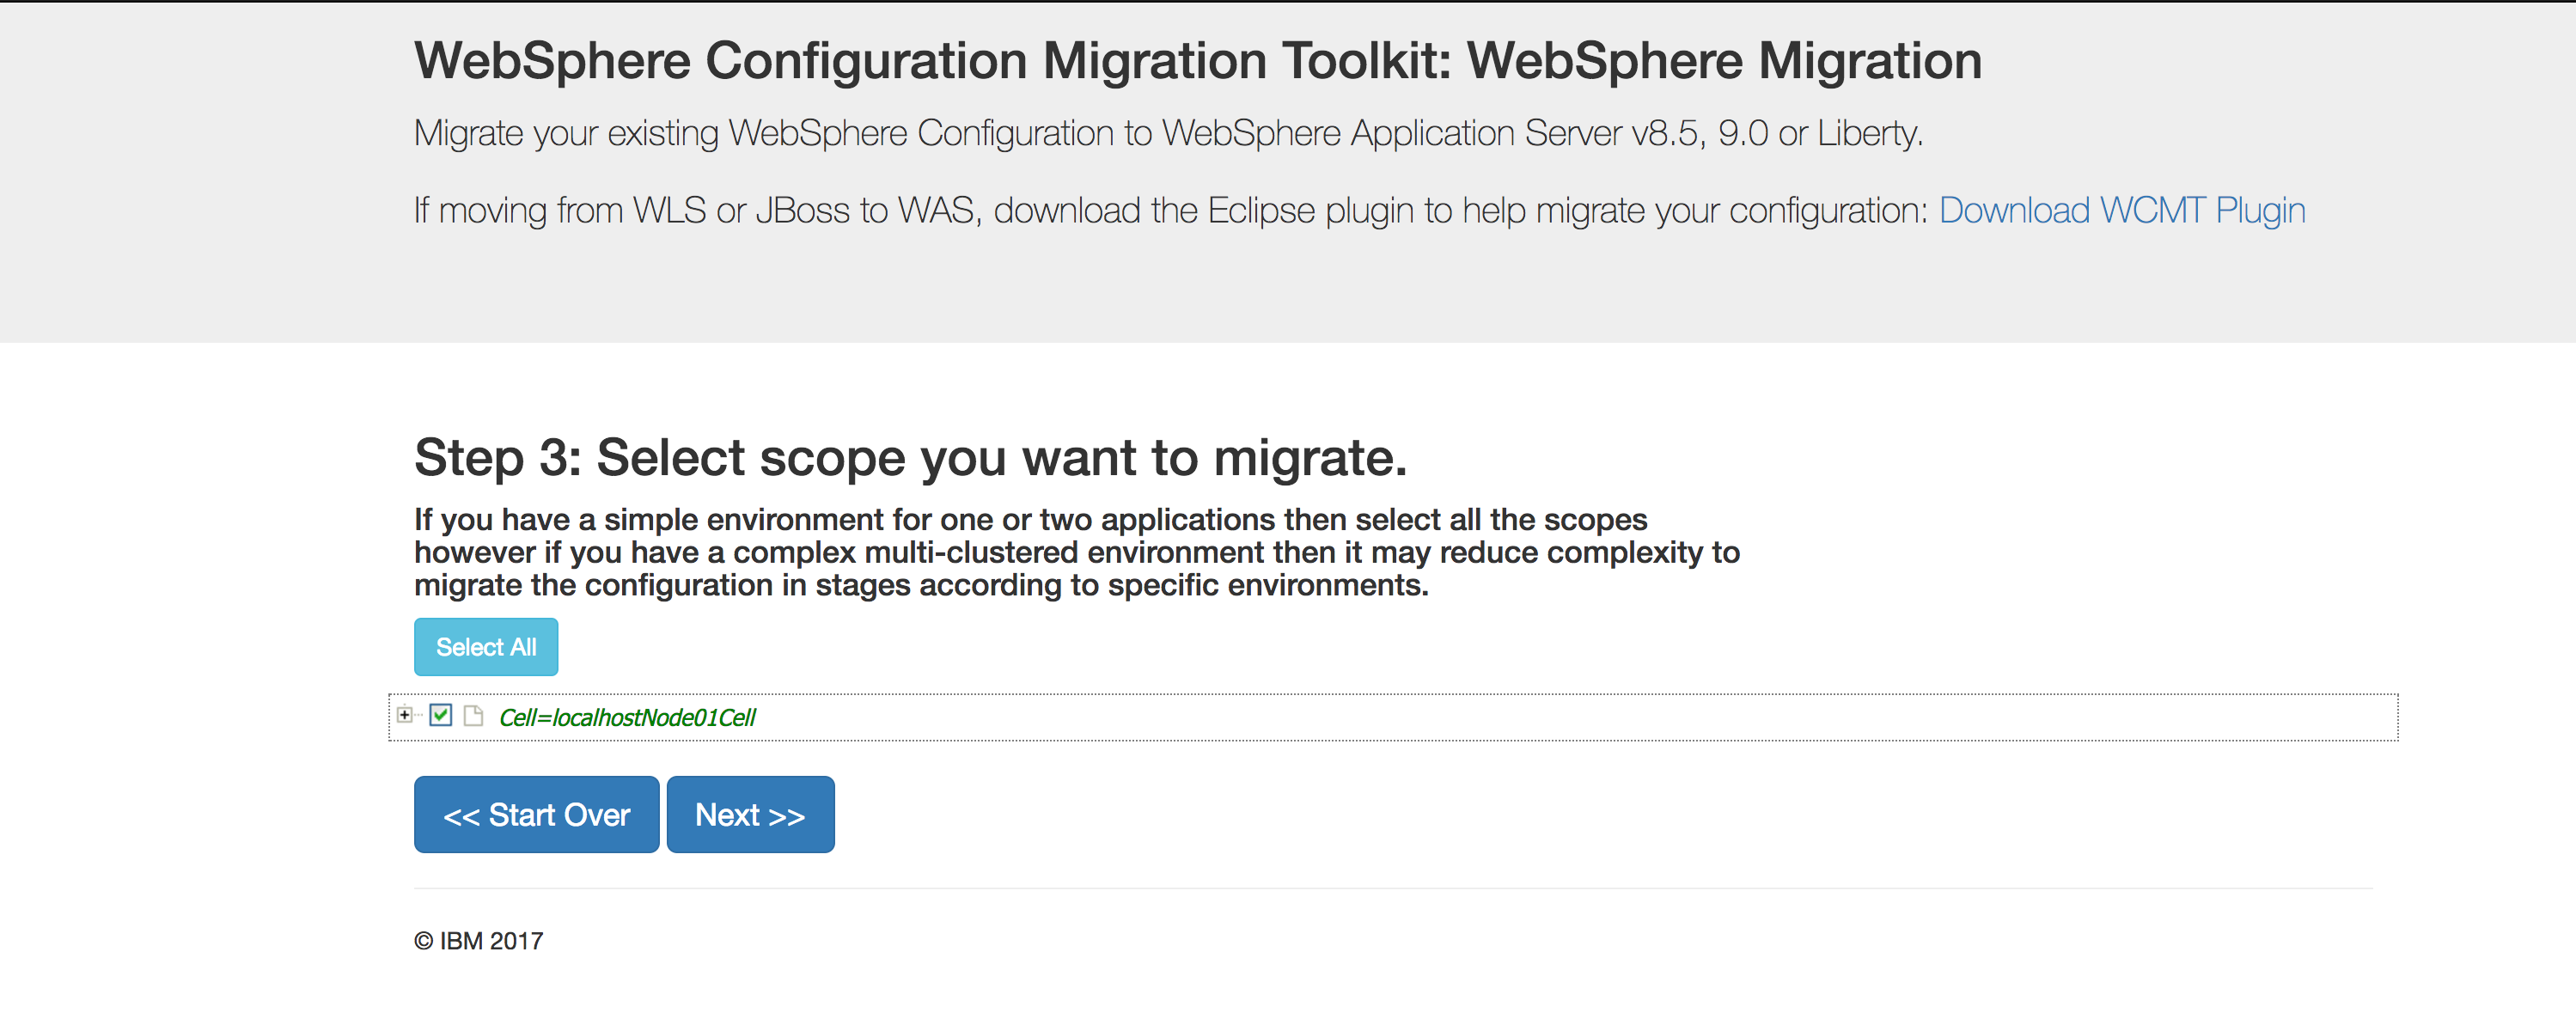 WebSphere Configuration Migration Toolkit: WebSphere Migration
Migrate your existing WebSphere Configuration to WebSphere Application Server v8.5, 9.0 or Liberty.
If moving from WLS or JBoss to WAS, download the Eclipse plugin to help migrate your configuration: Download WCMT Plugin
Step 3: Select scope you want to migrate.
If you have a simple environment for one or two applications then select all the scopes
however if you have a complex multi-clustered environment then it may reduce complexity to
migrate the configuration in stages according to specific environments.
Select All
Cell=localhostNode01Cell
<< Start Over Next >>
© IBM 2017